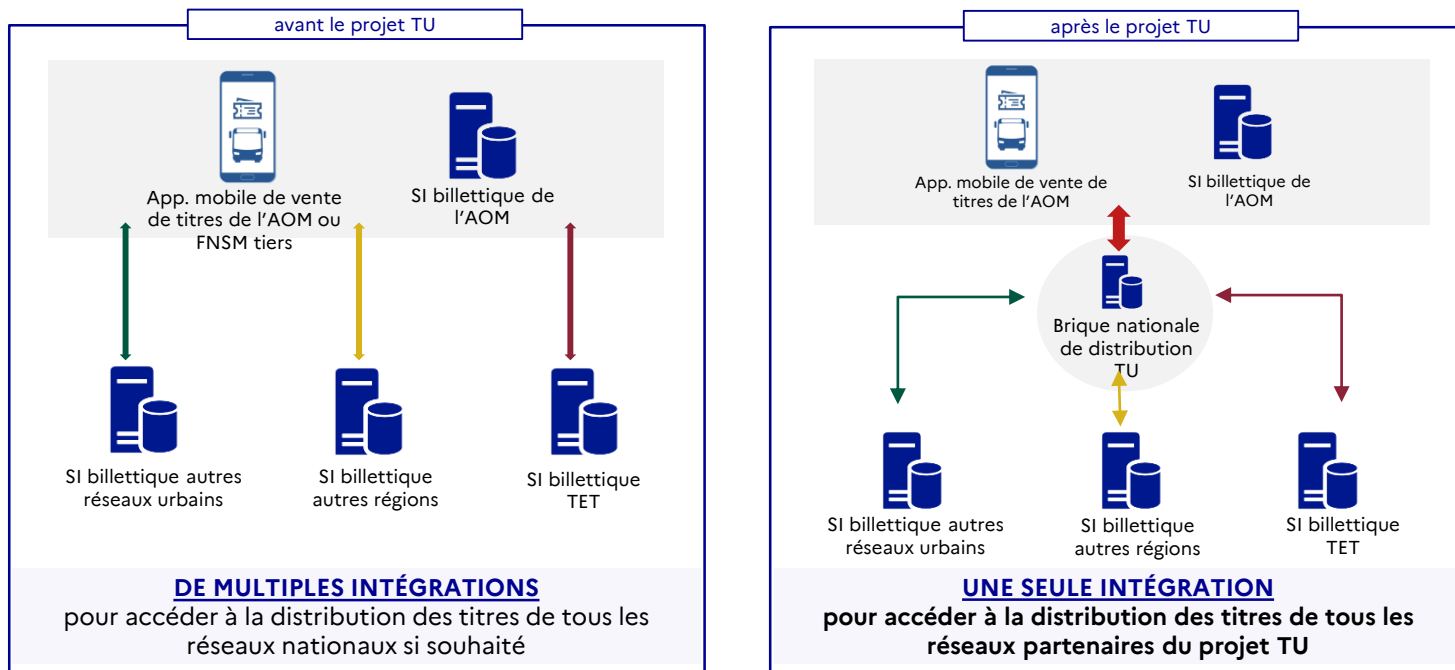 avant le projet TU
App. mobile de vente
de titres de l'AOM ou
FNSM tiers
SI billettique de
l'AOM
SI billettique autres
réseaux urbains
SI billettique
autres régions
SI billettique
TET
DE MULTIPLES INTÉGRATIONS
pour accéder à la distribution des titres de tous les
réseaux nationaux si souhaité
après le projet TU
App. mobile de vente de
titres de l'AOM
SI billettique de
l'AOM
Brique nationale
de distribution
TU
SI billettique autres
réseaux urbains
SI billettique
autres régions
SI billettique
TET
UNE SEULE INTÉGRATION
pour accéder à la distribution des titres de tous les
réseaux partenaires du projet TU